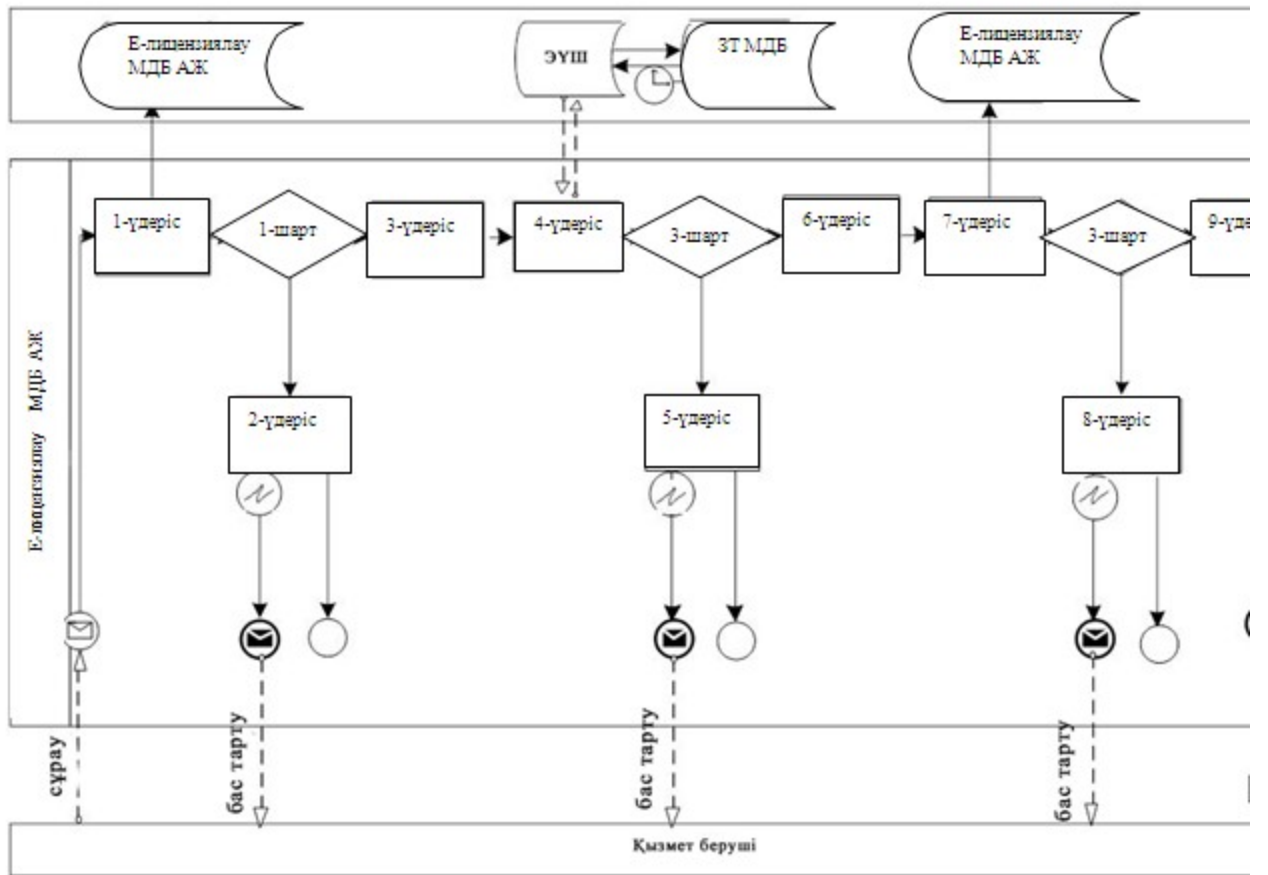 Е-лицензиялау
МДБ АЖ
ЭҮШ
ЗТ МДБ
Е-лицензиялау
МДБ АЖ
Е-лицензиялау МДБ АЖ
1-үдеріс
1-шарт
3-үдеріс
4-үдеріс
3-шарт
6-үдеріс
7-үдеріс
3-шарт
9-үде
2-үдеріс
5-үдеріс
8-үдеріс
сұрау
бас тарту
бас тарту
бас тарту
Қызмет беруші